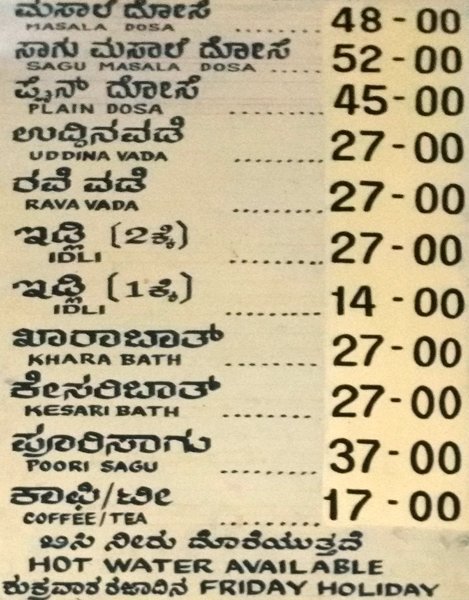 ಮಸಾಲೆ ದೋಸೆ
MASALA DOSA 48-00
ಸಾಗು ಮಸಾಲೆ ದೋಸೆ
SAGU MASALA DOSA ..... 52-00
ಪ್ಲೈನ್ ದೋಸೆ
PLAIN DOSA ......... 45-00
ಉದ್ದಿನವಡೆ
UDDINA VADA ......... 27-00
ರವೆ ವಡೆ
RAVA VADA ......... 27-00
ಇಡ್ಲಿ (2ಕ್ಕೆ)
IDLI ......... 27-00
ಇಡ್ಲಿ (1ಕ್ಕೆ)
IDLI ......... 14-00
ಖಾರಾಬಾತ್
KHARA BATH ......... 27-00
ಕೇಸರಿಬಾತ್
KESARI BATH ........ 27-00
ಪೂರಿಸಾಗು
POORI SAGU ......... 37-00
ಕಾಫಿ/ಟೀ
COFFEE/TEA ......... 17-00
ಬಿಸಿ ನೀರು ದೊರೆಯುತ್ತದೆ
HOT WATER AVAILABLE
ಶುಕ್ರವಾರ ರಜಾದಿನ FRIDAY HOLIDAY